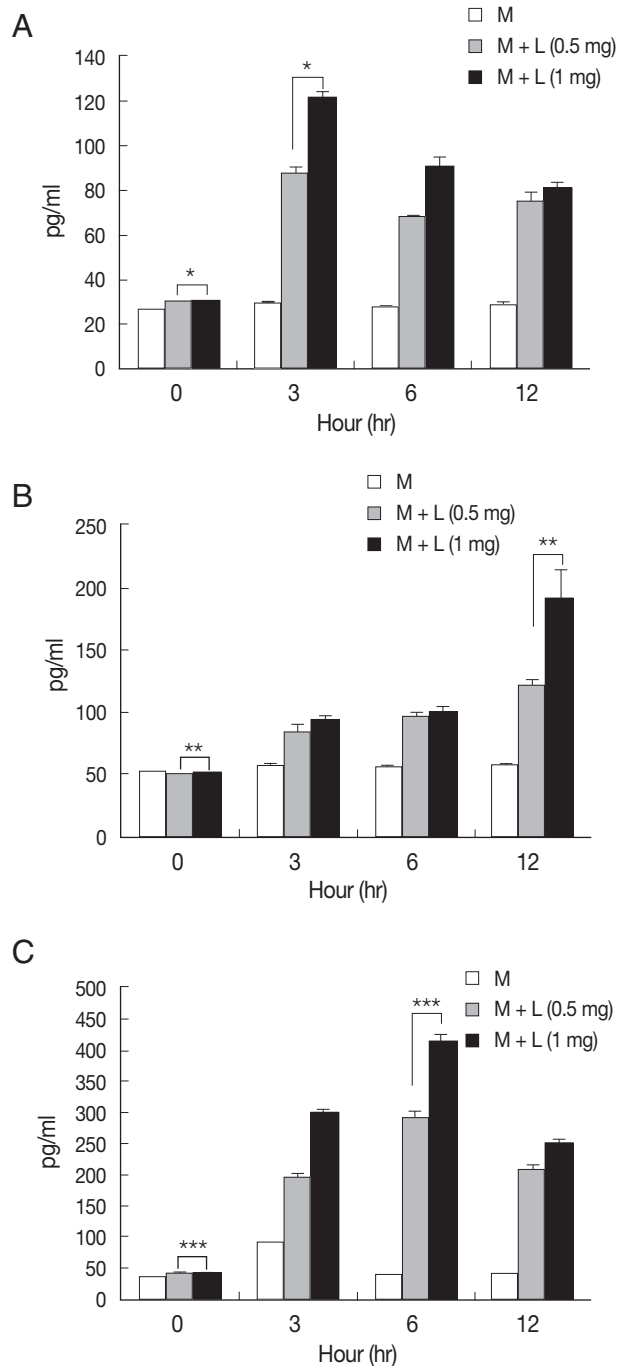 A
M
M + L (0.5 mg)
M + L (1 mg)
140
120
100
80
60
40
20
0
pg/ml
*
*
0 3 6 12
Hour (hr)
B
M
M + L (0.5 mg)
M + L (1 mg)
250
200
150
100
50
0
pg/ml
**
**
0 3 6 12
Hour (hr)
C
M
M + L (0.5 mg)
M + L (1 mg)
500
450
400
350
300
250
200
150
100
50
0
pg/ml
***
***
0 3 6 12
Hour (hr)